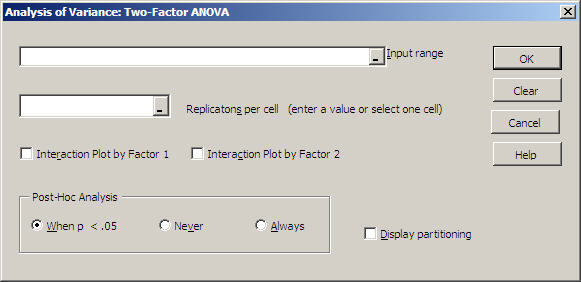 Analysis of Variance: Two-Factor ANOVA
Input range
OK
Clear
Replicatons per cell (enter a value or select one cell)
Cancel
Interaction Plot by Factor 1
Interaction Plot by Factor 2
Help
Post-Hoc Analysis
When p < .05
Never
Always
Display partitioning